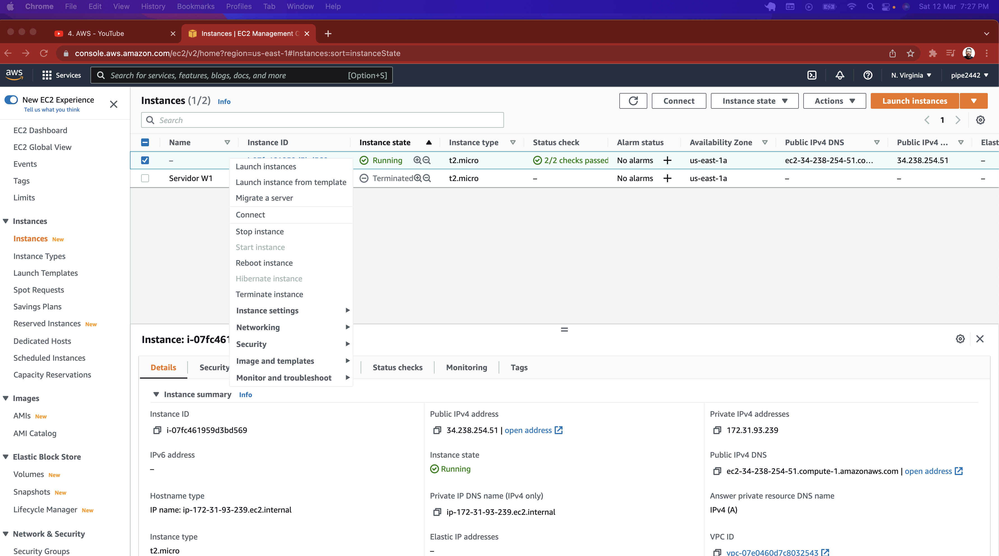 Chrome File Edit View History Bookmarks Profiles Tab Window Help Sat 12 Mar 7:27 PM
4. AWS - YouTube
Instances | EC2 Management C
console.aws.amazon.com/ec2/v2/home?region=us-east-1#Instances:sort=instanceState
aws Services Search for services, features, blogs, docs, and more [Option+S] N. Virginia pipe2442
New EC2 Experience
Tell us what you think
EC2 Dashboard
EC2 Global View
Events
Tags
Limits
Instances
Instances New
Instance Types
Launch Templates
Spot Requests
Savings Plans
Reserved Instances New
Dedicated Hosts
Scheduled Instances
Capacity Reservations
Images
AMIs New
AMI Catalog
Elastic Block Store
Volumes New
Snapshots New
Lifecycle Manager New
Network & Security
Security Groups
Instances (1/2) Info
Connect Instance state Actions Launch instances
Search
1
Name Instance ID Instance state Instance type Status check Alarm status Availability Zone Public IPv4 DNS Public IPv4 ... Elast
– Running t2.micro 2/2 checks passed No alarms + us-east-1a ec2-34-238-254-51.co... 34.238.254.51 –
Servidor W1 Terminated t2.micro – No alarms + us-east-1a – – –
Launch instances
Launch instance from template
Migrate a server
Connect
Stop instance
Start instance
Reboot instance
Hibernate instance
Terminate instance
Instance settings
Networking
Security
Image and templates
Monitor and troubleshoot
Instance: i-07fc461
Details Security Status checks Monitoring Tags
Instance summary Info
Instance ID
i-07fc461959d3bd569
Public IPv4 address
34.238.254.51 | open address
Private IPv4 addresses
172.31.93.239
IPv6 address
–
Instance state
Running
Public IPv4 DNS
ec2-34-238-254-51.compute-1.amazonaws.com | open address
Hostname type
IP name: ip-172-31-93-239.ec2.internal
Private IP DNS name (IPv4 only)
ip-172-31-93-239.ec2.internal
Answer private resource DNS name
IPv4 (A)
Instance type
t2.micro
Elastic IP addresses
–
VPC ID
vpc-07e0460d7c8032543